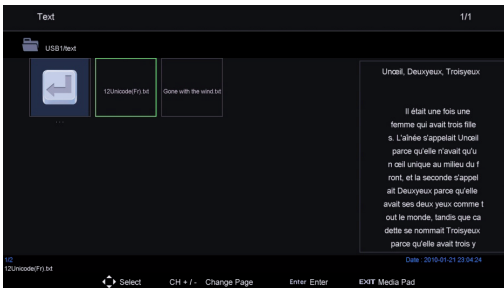 Text 1/1
USB1/text
12Unicode(Fr).txt
Gone with the wind.txt
...
Unœil, Deuxyeux, Troisyeux
Il était une fois une
femme qui avait trois fille
s. L'aînée s'appelait Unœil
parce qu'elle n'avait qu'u
n œil unique au milieu du f
ront, et la seconde s'appel
ait Deuxyeux parce qu'elle
avait ses deux yeux comme t
out le monde, tandis que ca
dette se nommait Troisyeux
parce qu'elle avait trois y
1/2
12Unicode(Fr).txt
Date : 2016-01-21 23:04:24
Select CH + / - Change Page Enter Enter EXIT Media Pad